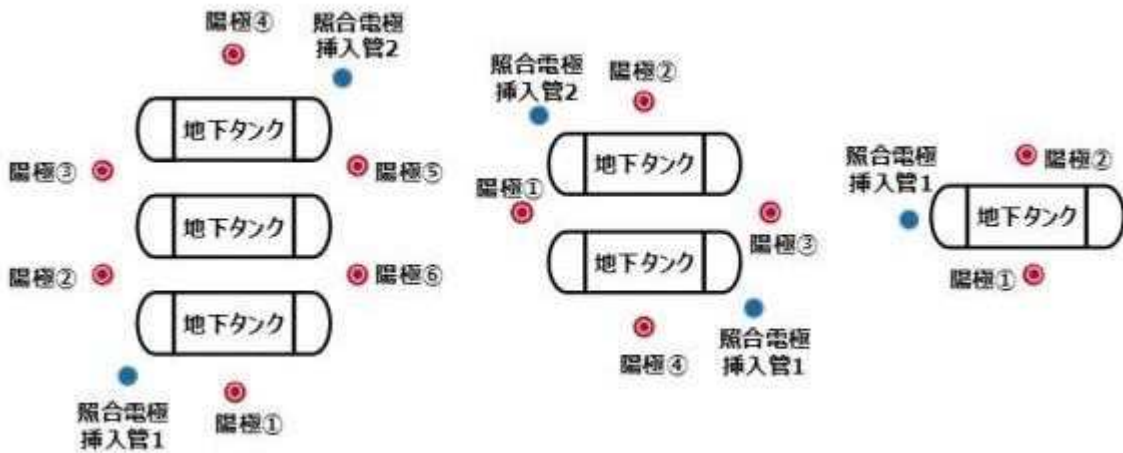 陽極④
照合電極
挿入管2
地下タンク
陽極③
陽極⑤
地下タンク
陽極②
陽極⑥
地下タンク
照合電極
挿入管1
陽極①
照合電極
挿入管2
陽極②
地下タンク
陽極①
陽極③
地下タンク
照合電極
挿入管1
陽極④
照合電極
挿入管1
陽極②
地下タンク
陽極①